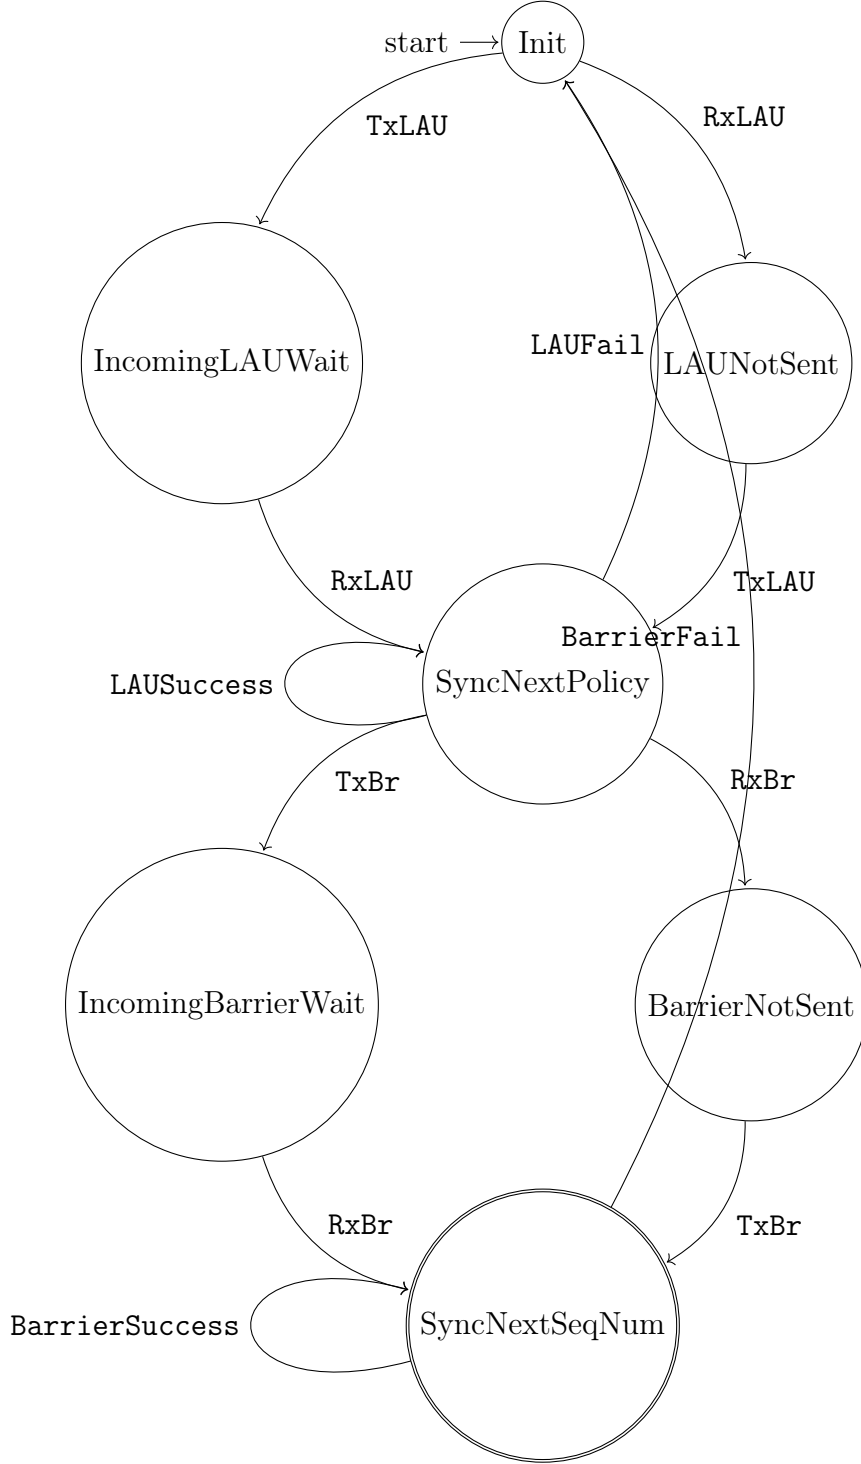 start
Init
TxLAU
RxLAU
IncomingLAUWait
LAUFail
LAUNotSent
RxLAU
TxLAU
BarrierFail
LAUSuccess
SyncNextPolicy
TxBr
RxBr
IncomingBarrierWait
BarrierNotSent
RxBr
TxBr
BarrierSuccess
SyncNextSeqNum